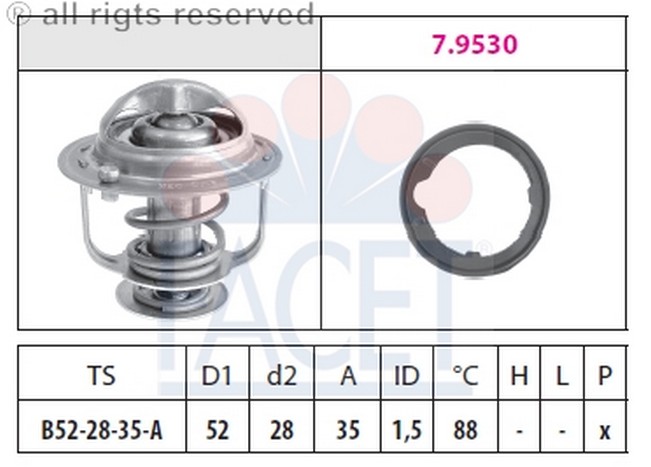 ® all rigts reserved
7.9530
FACET ®
TS D1 d2 A ID °C H L P
B52-28-35-A 52 28 35 1,5 88 - - x